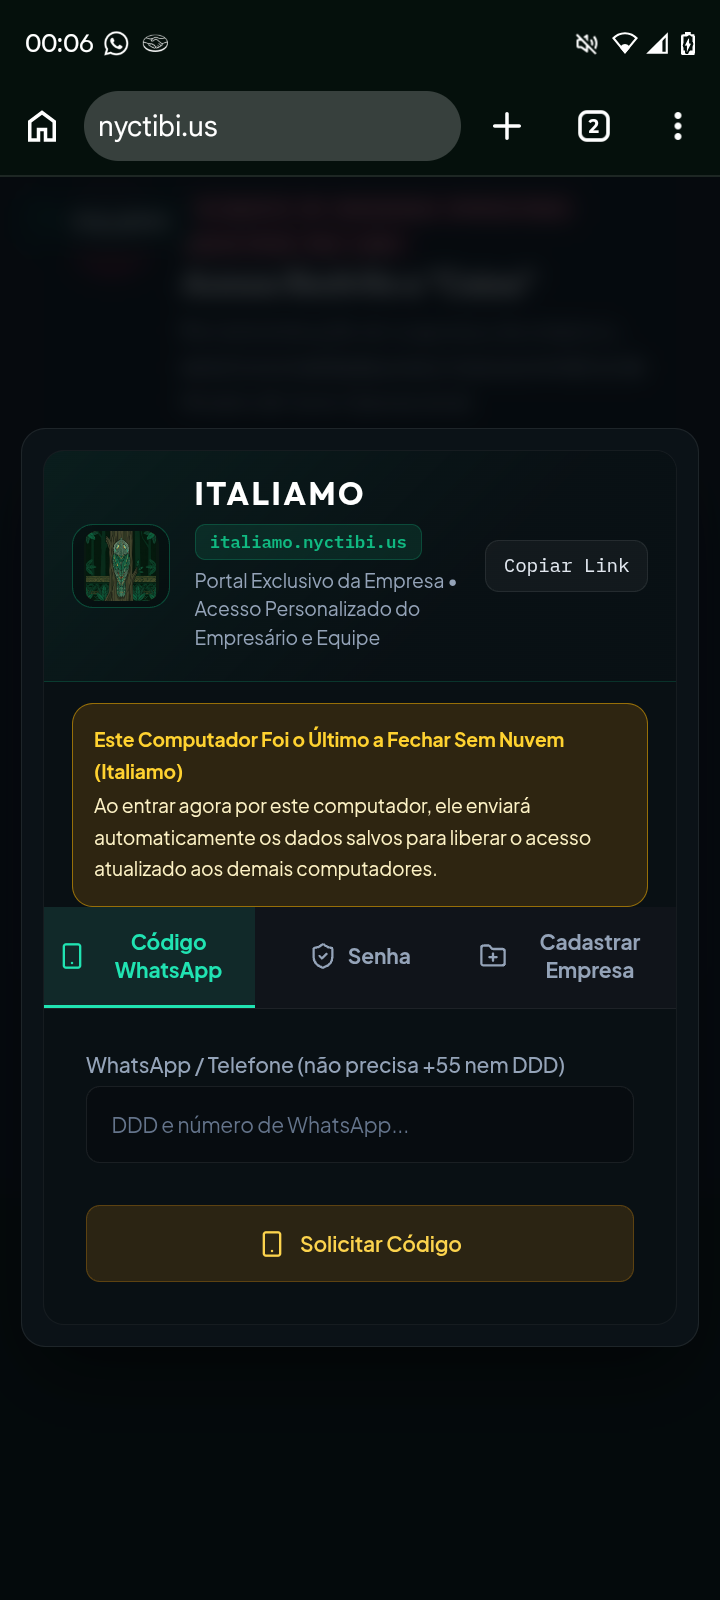 00:06
nyctibi.us
2
ITALIAMO
italiamo.nyctibi.us
Portal Exclusivo da Empresa •
Acesso Personalizado do
Empresário e Equipe
Copiar Link
Este Computador Foi o Último a Fechar Sem Nuvem
(Italiamo)
Ao entrar agora por este computador, ele enviará
automaticamente os dados salvos para liberar o acesso
atualizado aos demais computadores.
Código
WhatsApp
Senha
Cadastrar
Empresa
WhatsApp / Telefone (não precisa +55 nem DDD)
DDD e número de WhatsApp...
Solicitar Código